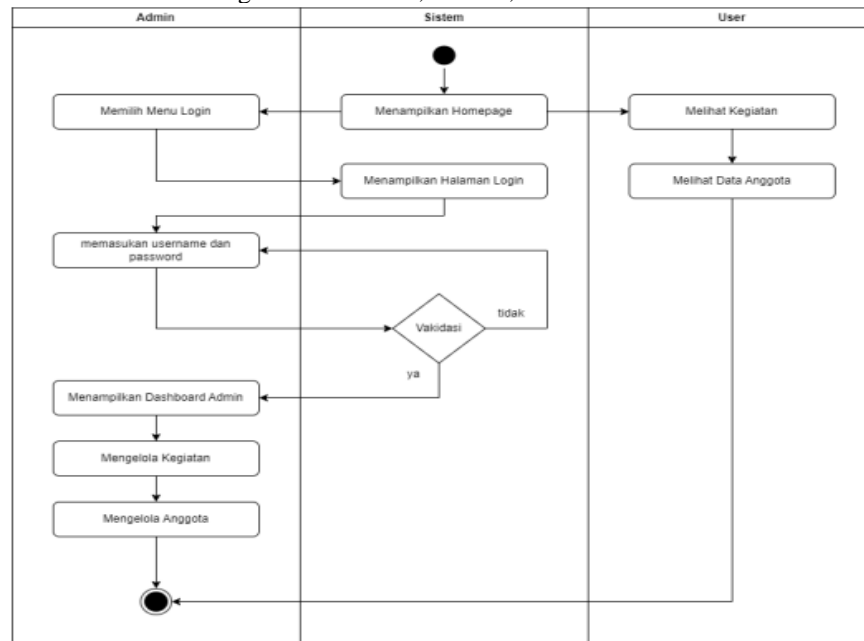 Admin
Sistem
User
Memilih Menu Login
Menampilkan Homepage
Melihat Kegiatan
Menampilkan Halaman Login
Melihat Data Anggota
memasukan username dan
password
Vakidasi
tidak
ya
Menampilkan Dashboard Admin
Mengelola Kegiatan
Mengelola Anggota